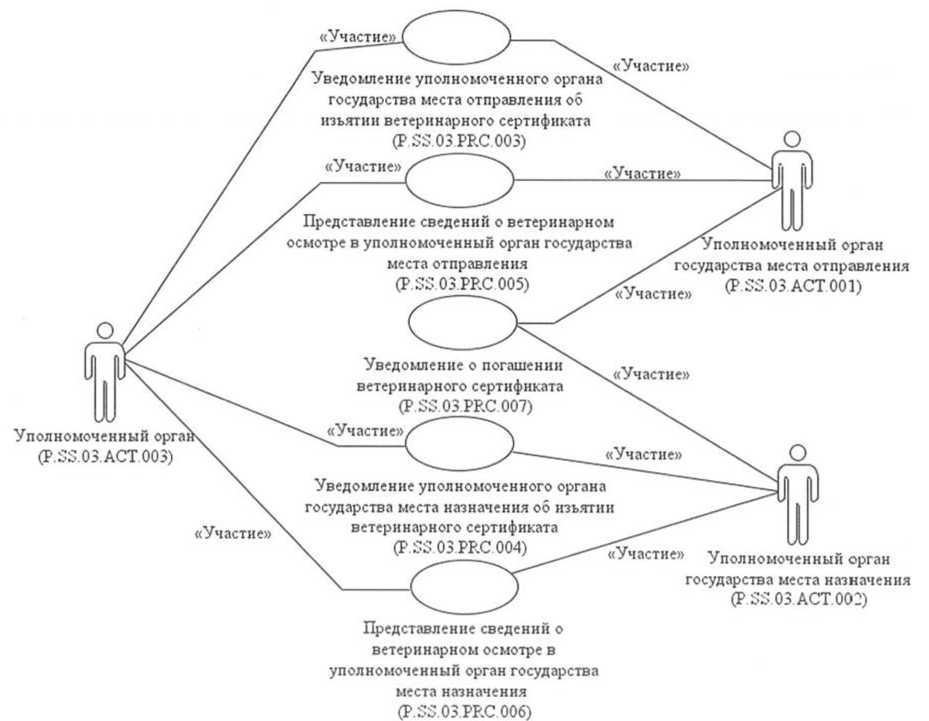 «Участие»
«Участие»
Уведомление уполномоченного органа
государства места отправления об
изъятии ветеринарного сертификата
(P.SS.03.PRC.003)
«Участие»
«Участие»
Представление сведений о ветеринарном
осмотре в уполномоченный орган государства
места отправления
(P.SS.03.PRC.005)
Уполномоченный орган
государства места отправления
(P.SS.03.ACT.001)
«Участие»
Уведомление о погашении
ветеринарного сертификата
(P.SS.03.PRC.007)
«Участие»
Уполномоченный орган
(P.SS.03.ACT.003)
«Участие»
«Участие»
Уведомление уполномоченного органа
государства места назначения об изъятии
ветеринарного сертификата
(P.SS.03.PRC.004)
«Участие»
«Участие»
Уполномоченный орган
государства места назначения
(P.SS.03.ACT.002)
Представление сведений о
ветеринарном осмотре в
уполномоченный орган государства
места назначения
(P.SS.03.PRC.006)